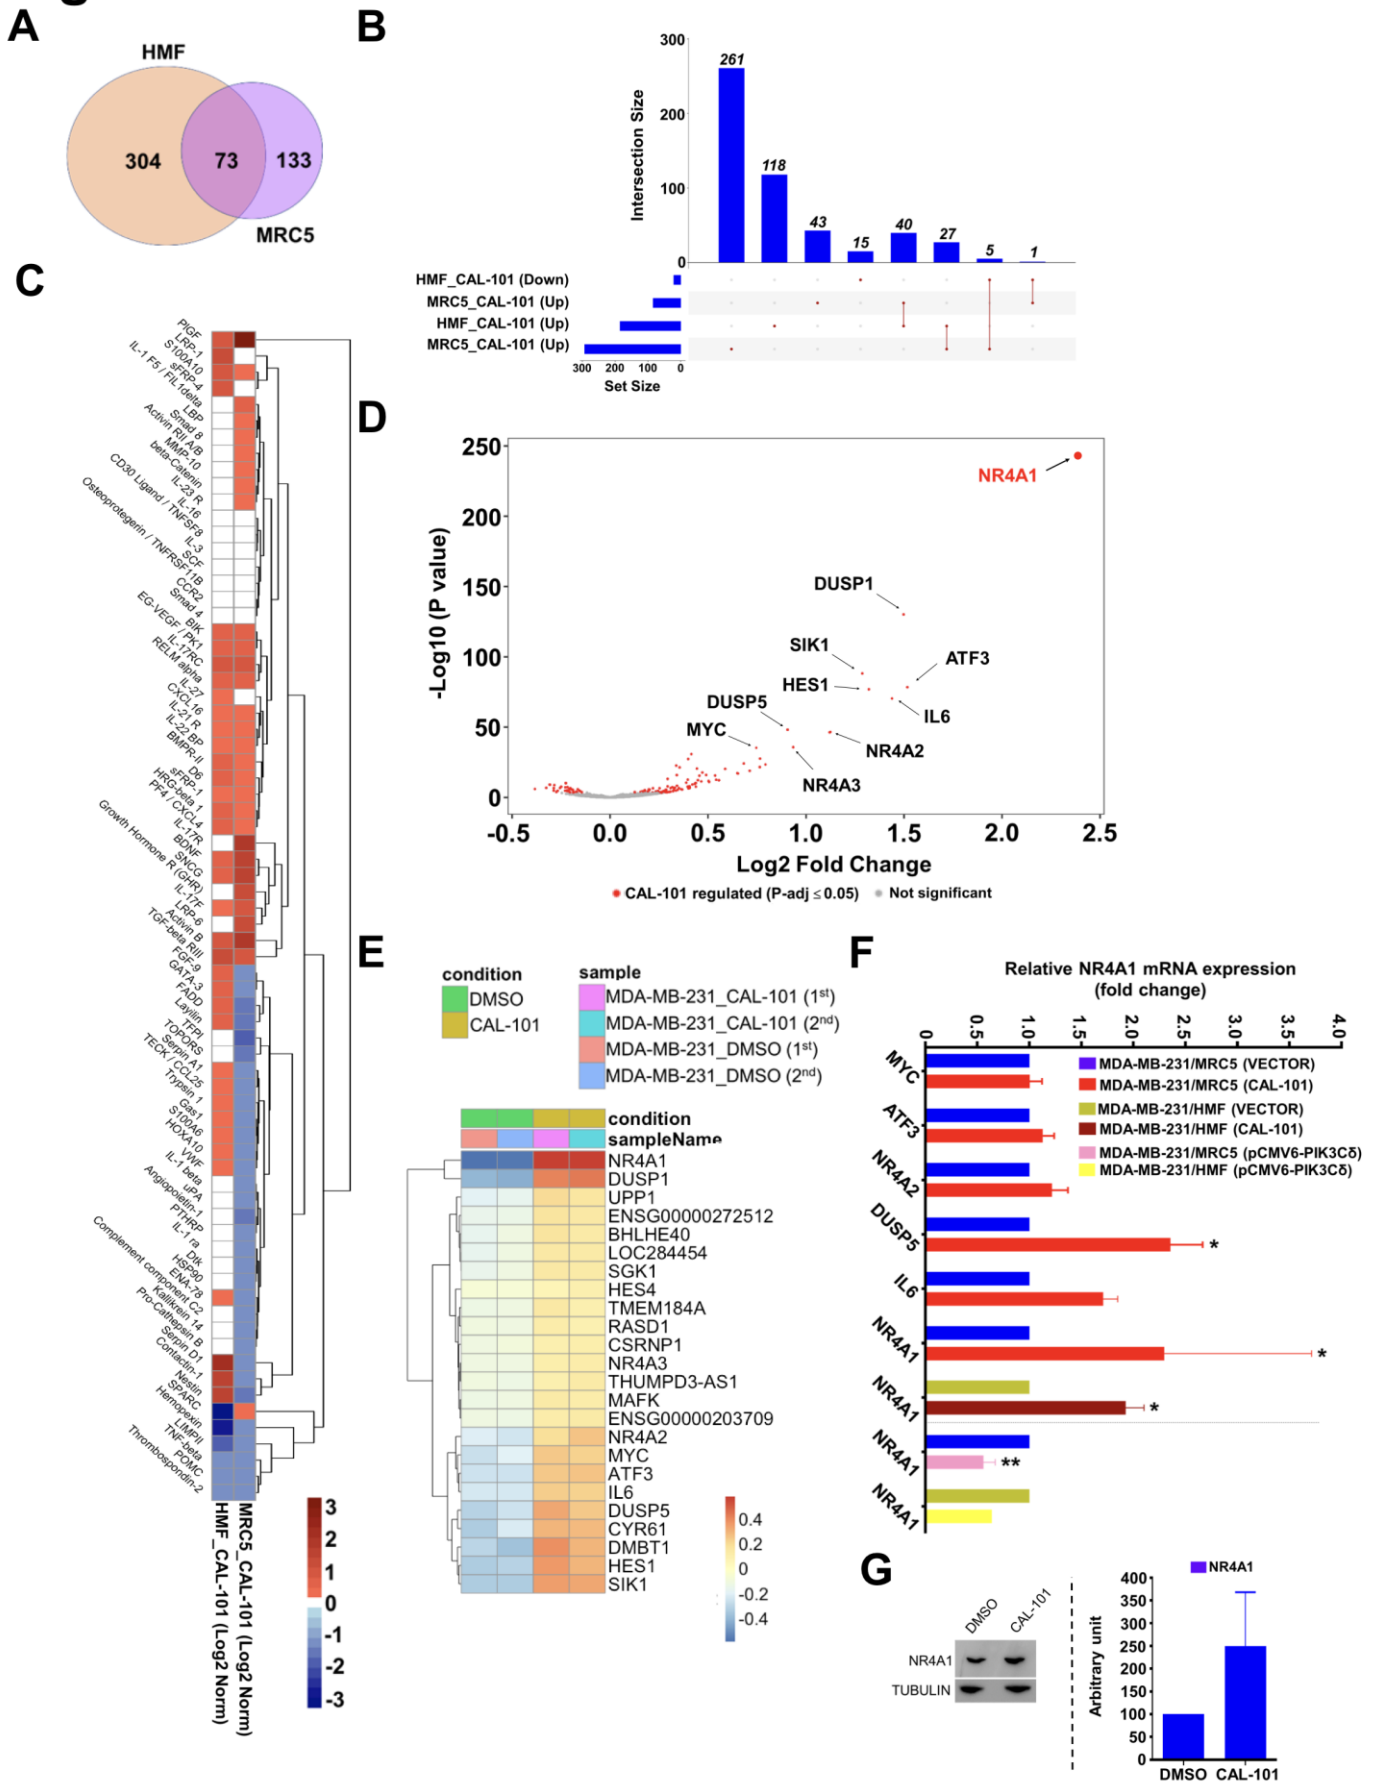 A
HMF
304
73
133
MRC5
B
Intersection Size
300
200
100
0
261
118
43
15
40
27
5
1
HMF_CAL-101 (Down)
MRC5_CAL-101 (Up)
HMF_CAL-101 (Up)
MRC5_CAL-101 (Up)
300 200 100 0
Set Size
C
PlGF
LRP-1
S100A10
sFRP-4
IL-1 F5 / FIL1delta
LBP
Smad 8
Activin RII A/B
MMP-10
beta-Catenin
IL-23 R
IL-16
CD30 Ligand / TNFSF8
IL-3
SCF
Osteoprotegerin / TNFRSF11B
CCR2
Smad 4
BIK
EG-VEGF / PK1
IL-17RC
RELM alpha
IL-27
CXCL16
IL-21 R
IL-22 BP
BMPR-II
D6
sFRP-1
HRG-beta 1
PF4 / CXCL4
IL-17R
BDNF
SNCG
Growth Hormone R (GHR)
IL-17F
LRP-6
Activin B
TGF-beta RIII
FGF-9
GATA-3
FADD
Layilin
TFPI
TOPORS
Serpin A1
TECK / CCL25
Trypsin 1
Gas1
S100A6
HOXA10
VWF
IL-1 beta
uPA
Angiopoietin-1
PTHRP
IL-1 ra
Dtk
HSP90
ENA-78
Complement component C2
Kallikrein 14
Pro-Cathepsin B
Serpin D1
Contactin-1
Nestin
SPARC
Hemopexin
LIMPII
TNF-beta
POMC
Thrombospondin-2
HMF_CAL-101 (Log2 Norm)
MRC5_CAL-101 (Log2 Norm)
3
2
1
0
-1
-2
-3
D
-Log10 (P value)
250
200
150
100
50
0
NR4A1
DUSP1
SIK1
ATF3
HES1
DUSP5
IL6
MYC
NR4A2
NR4A3
-0.5 0.0 0.5 1.0 1.5 2.0 2.5
Log2 Fold Change
CAL-101 regulated (P-adj ≤ 0.05) Not significant
E
condition
DMSO
CAL-101
sample
MDA-MB-231_CAL-101 (1st)
MDA-MB-231_CAL-101 (2nd)
MDA-MB-231_DMSO (1st)
MDA-MB-231_DMSO (2nd)
condition
sampleName
NR4A1
DUSP1
UPP1
ENSG00000272512
BHLHE40
LOC284454
SGK1
HES4
TMEM184A
RASD1
CSRNP1
NR4A3
THUMPD3-AS1
MAFK
ENSG00000203709
NR4A2
MYC
ATF3
IL6
DUSP5
CYR61
DMBT1
HES1
SIK1
0.4
0.2
0
-0.2
-0.4
F
Relative NR4A1 mRNA expression
(fold change)
0 0.5 1.0 1.5 2.0 2.5 3.0 3.5 4.0
MYC
ATF3
NR4A2
DUSP5
IL6
NR4A1
NR4A1
NR4A1
NR4A1
*
*
*
**
MDA-MB-231/MRC5 (VECTOR)
MDA-MB-231/MRC5 (CAL-101)
MDA-MB-231/HMF (VECTOR)
MDA-MB-231/HMF (CAL-101)
MDA-MB-231/MRC5 (pCMV6-PIK3Cδ)
MDA-MB-231/HMF (pCMV6-PIK3Cδ)
G
DMSO
CAL-101
NR4A1
TUBULIN
NR4A1
Arbitrary unit
400
350
300
250
200
150
100
50
0
DMSO CAL-101